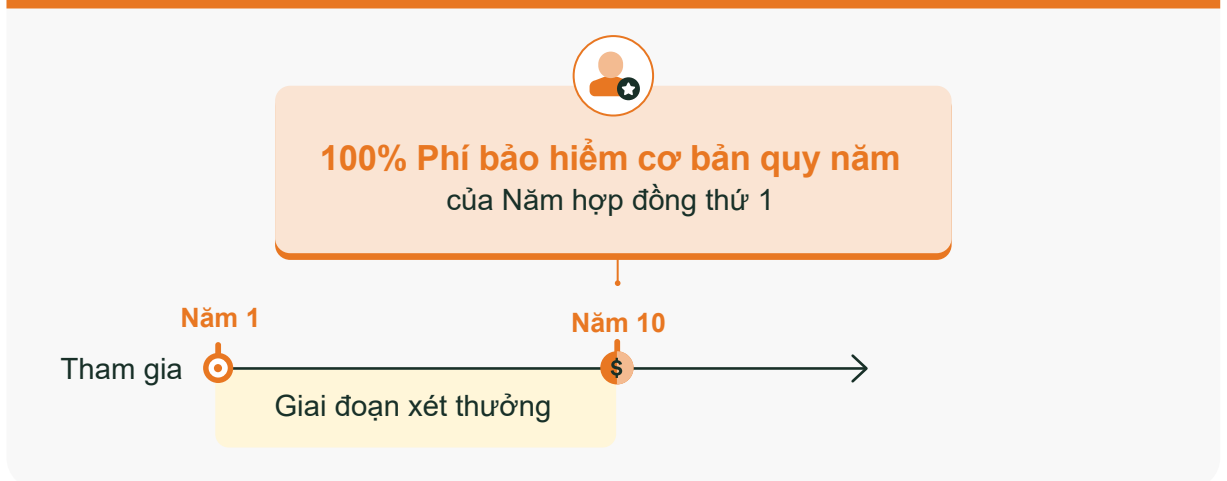 100% Phí bảo hiểm cơ bản quy năm
của Năm hợp đồng thứ 1
Năm 1
Năm 10
Tham gia
$
Giai đoạn xét thưởng